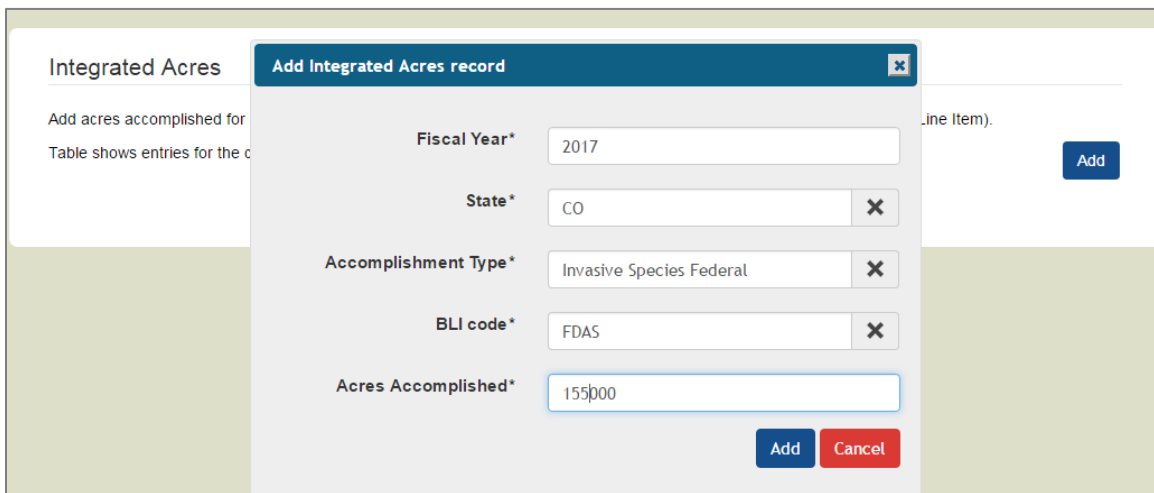 Integrated Acres
Add Integrated Acres record
Add acres accomplished for
Line Item).
Table shows entries for the
Add
Fiscal Year*
2017
State*
CO
Accomplishment Type*
Invasive Species Federal
BLI code*
FDAS
Acres Accomplished*
155000
Add
Cancel